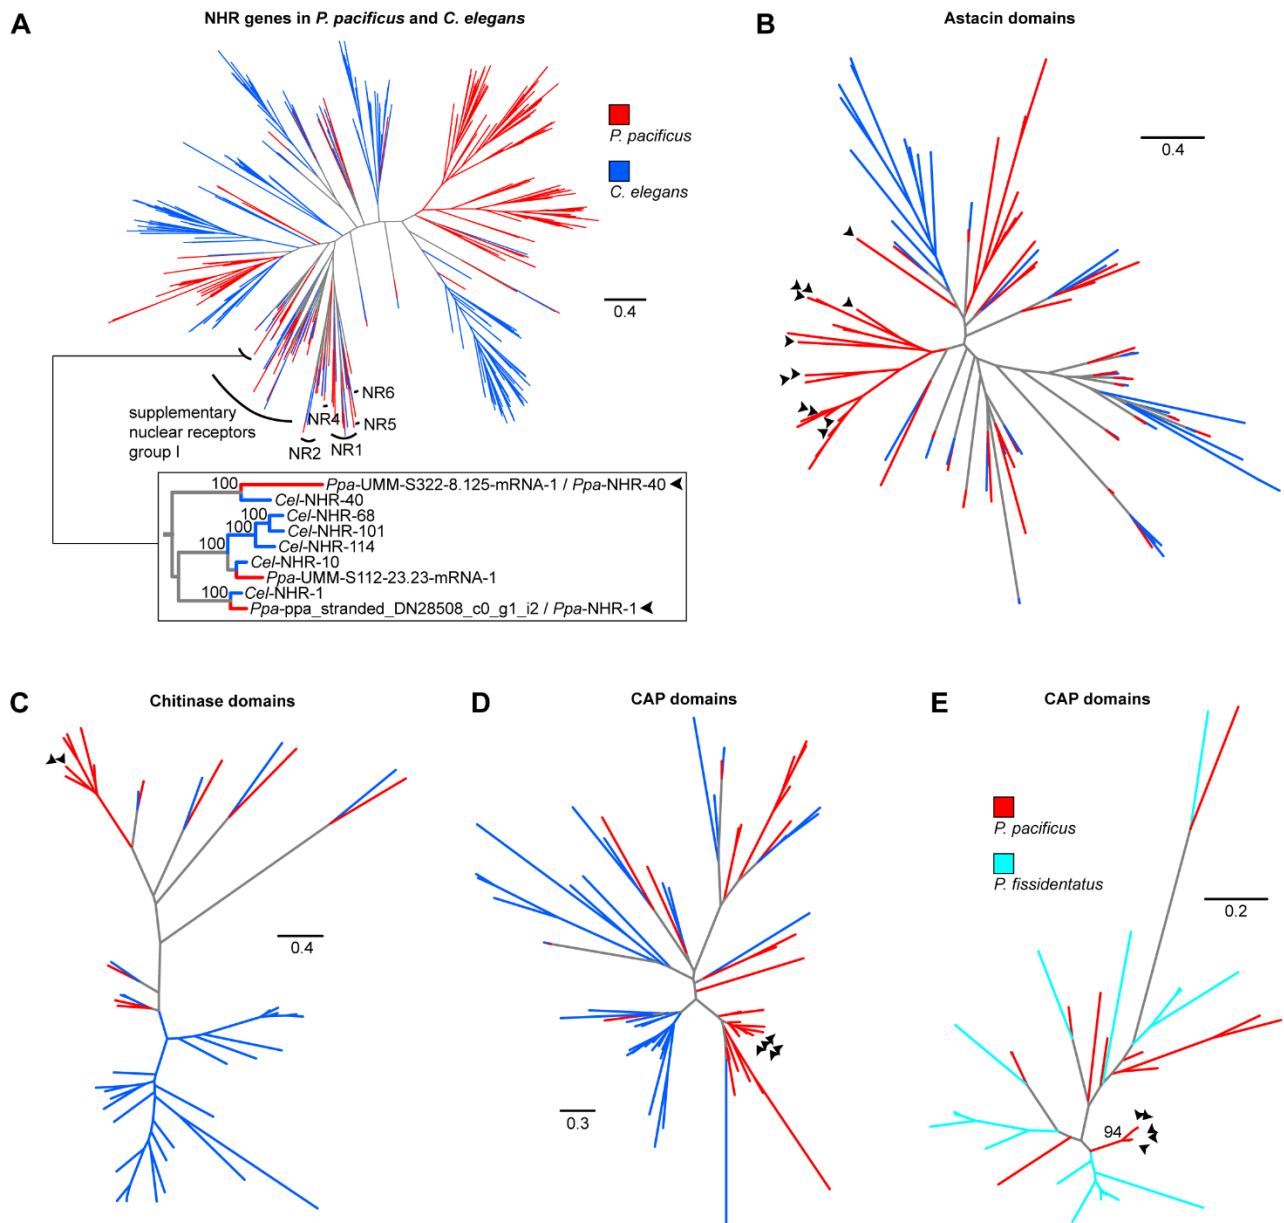 A
NHR genes in P. pacificus and C. elegans
P. pacificus
C. elegans
0.4
supplementary
nuclear receptors
group I
NR6
NR4
NR5
NR2
NR1
100
Ppa-UMM-S322-8.125-mRNA-1 / Ppa-NHR-40
Cel-NHR-40
Cel-NHR-68
100
100
Cel-NHR-101
100
Cel-NHR-114
Cel-NHR-10
Ppa-UMM-S112-23.23-mRNA-1
100
Cel-NHR-1
Ppa-ppa_stranded_DN28508_c0_g1_i2 / Ppa-NHR-1
B
Astacin domains
0.4
C
Chitinase domains
0.4
D
CAP domains
0.3
E
CAP domains
P. pacificus
P. fissidentatus
0.2
94